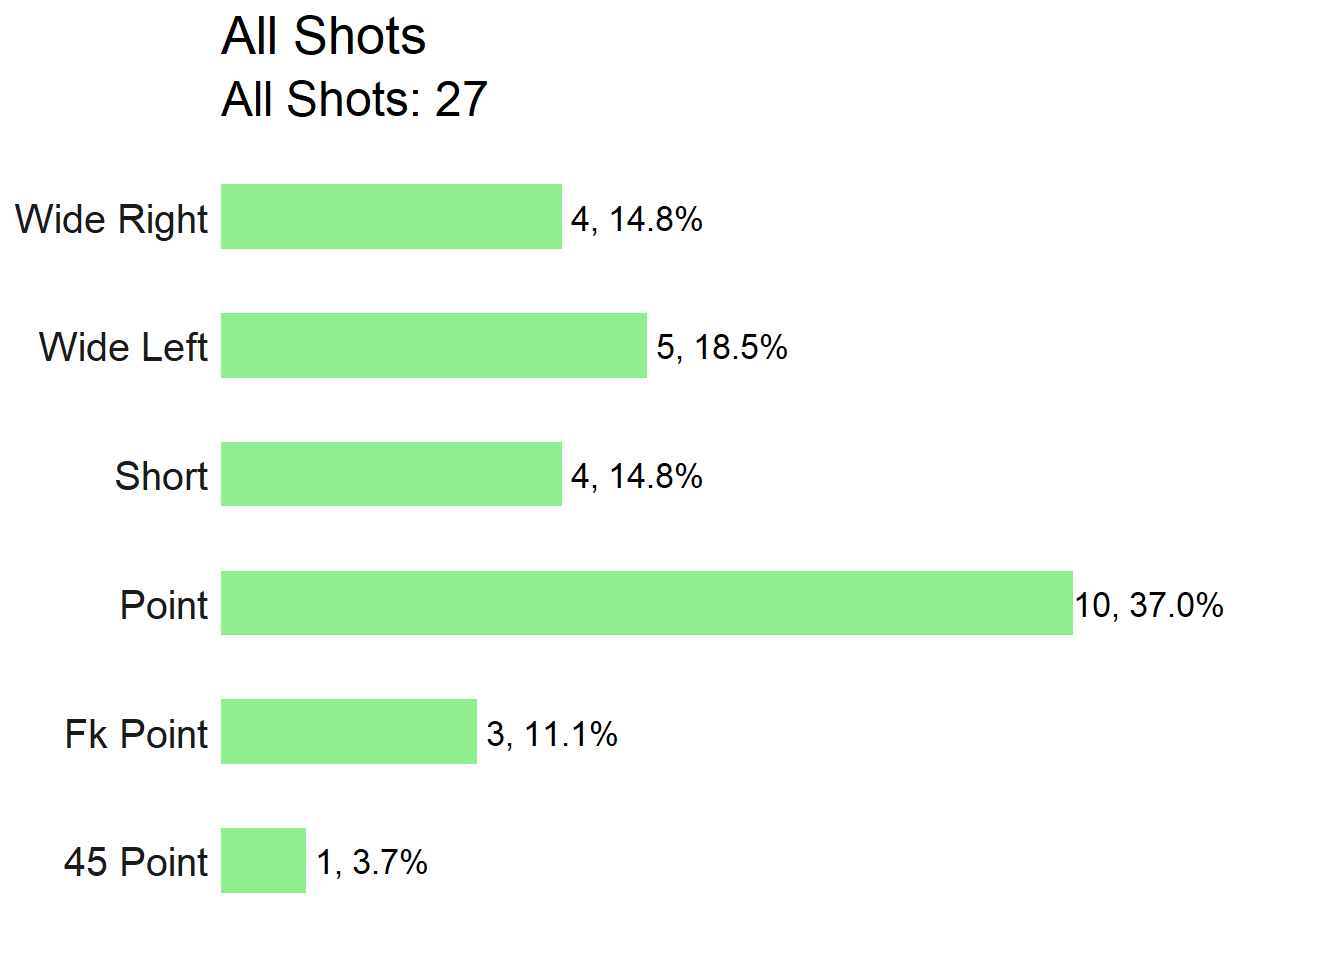 All Shots
All Shots: 27
Wide Right 4, 14.8%
Wide Left 5, 18.5%
Short 4, 14.8%
Point 10, 37.0%
Fk Point 3, 11.1%
45 Point 1, 3.7%